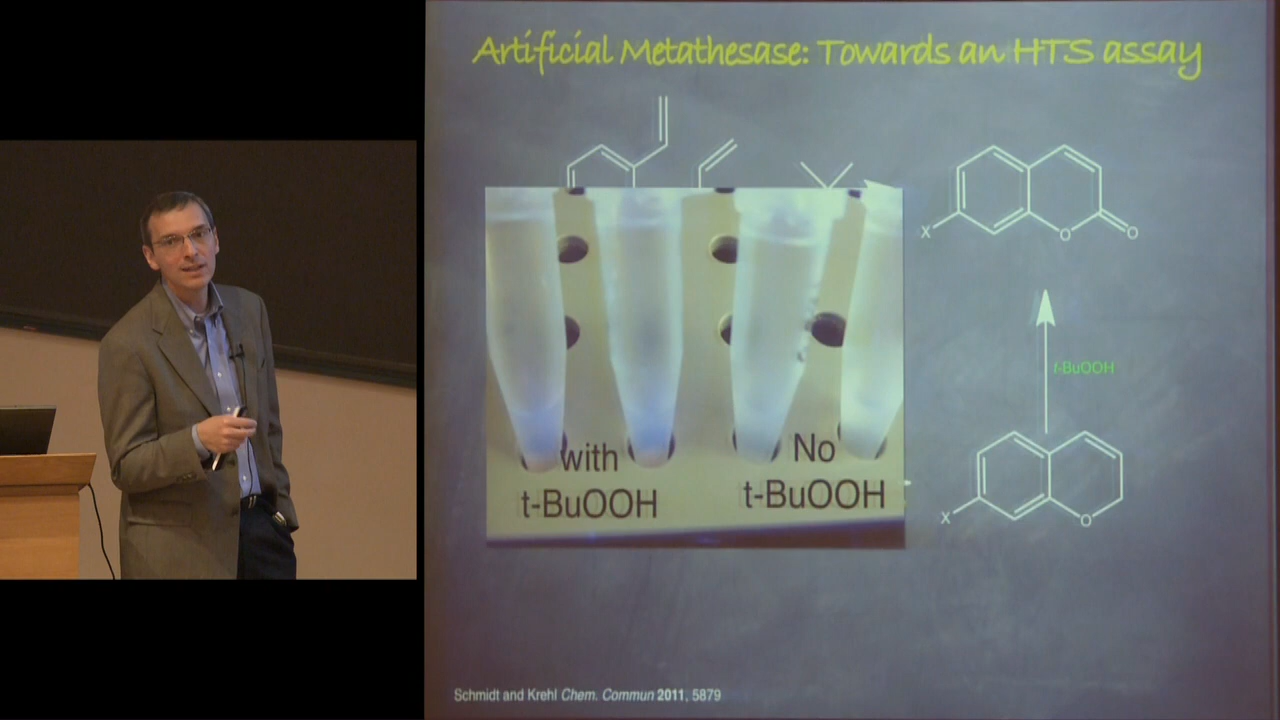 Artificial Metathesase: Towards an HTS assay
X
O
O
t-BuOOH
with
t-BuOOH
No
t-BuOOH
X
O
Schmidt and Krehl Chem. Commun 2011, 5879